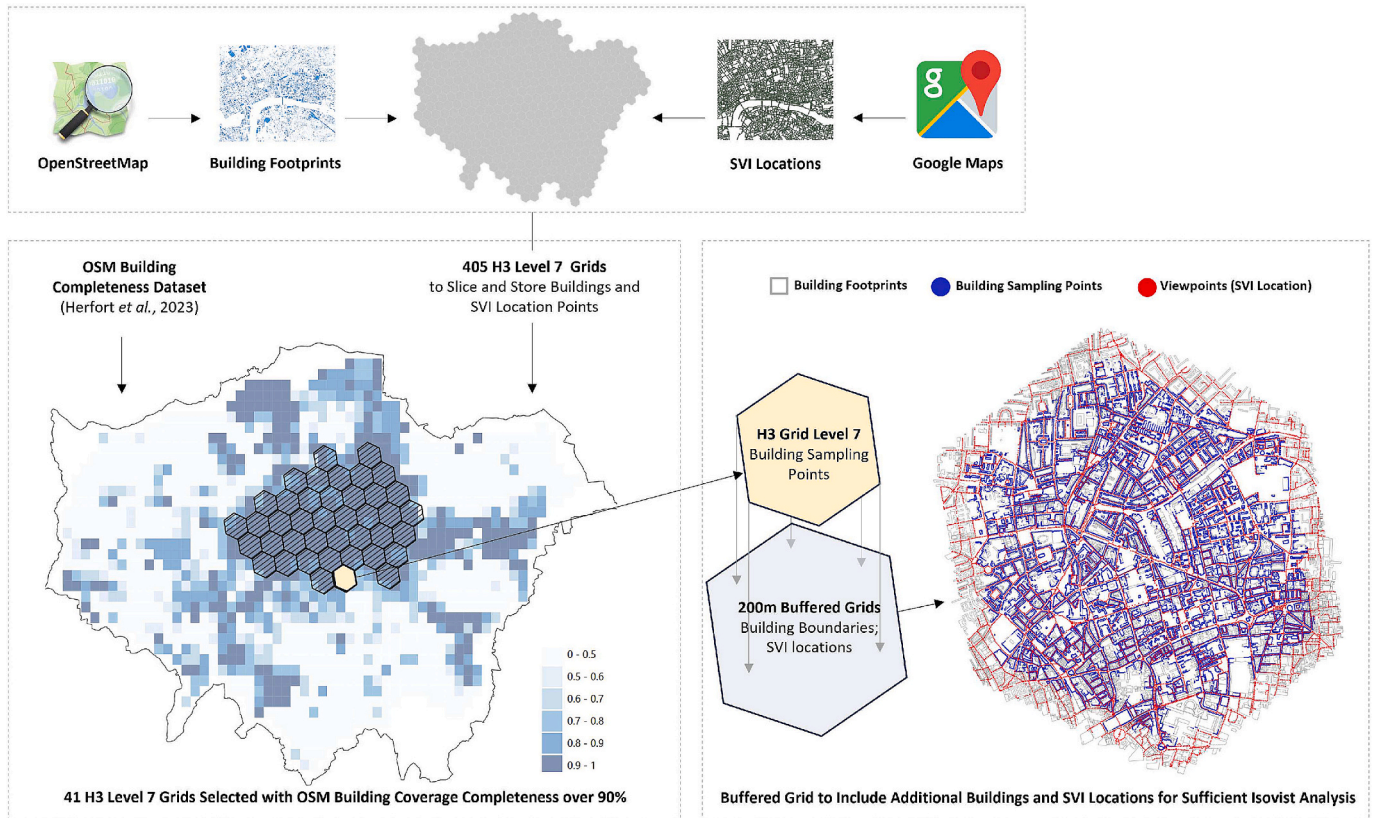 OpenStreetMap
Building Footprints
SVI Locations
g
Google Maps
OSM Building
Completeness Dataset
(Herfort et al., 2023)
405 H3 Level 7 Grids
to Slice and Store Buildings and
SVI Location Points
0 - 0.5
0.5 - 0.6
0.6 - 0.7
0.7 - 0.8
0.8 - 0.9
0.9 - 1
41 H3 Level 7 Grids Selected with OSM Building Coverage Completeness over 90%
Building Footprints
Building Sampling Points
Viewpoints (SVI Location)
H3 Grid Level 7
Building Sampling
Points
200m Buffered Grids
Building Boundaries;
SVI locations
Buffered Grid to Include Additional Buildings and SVI Locations for Sufficient Isovist Analysis